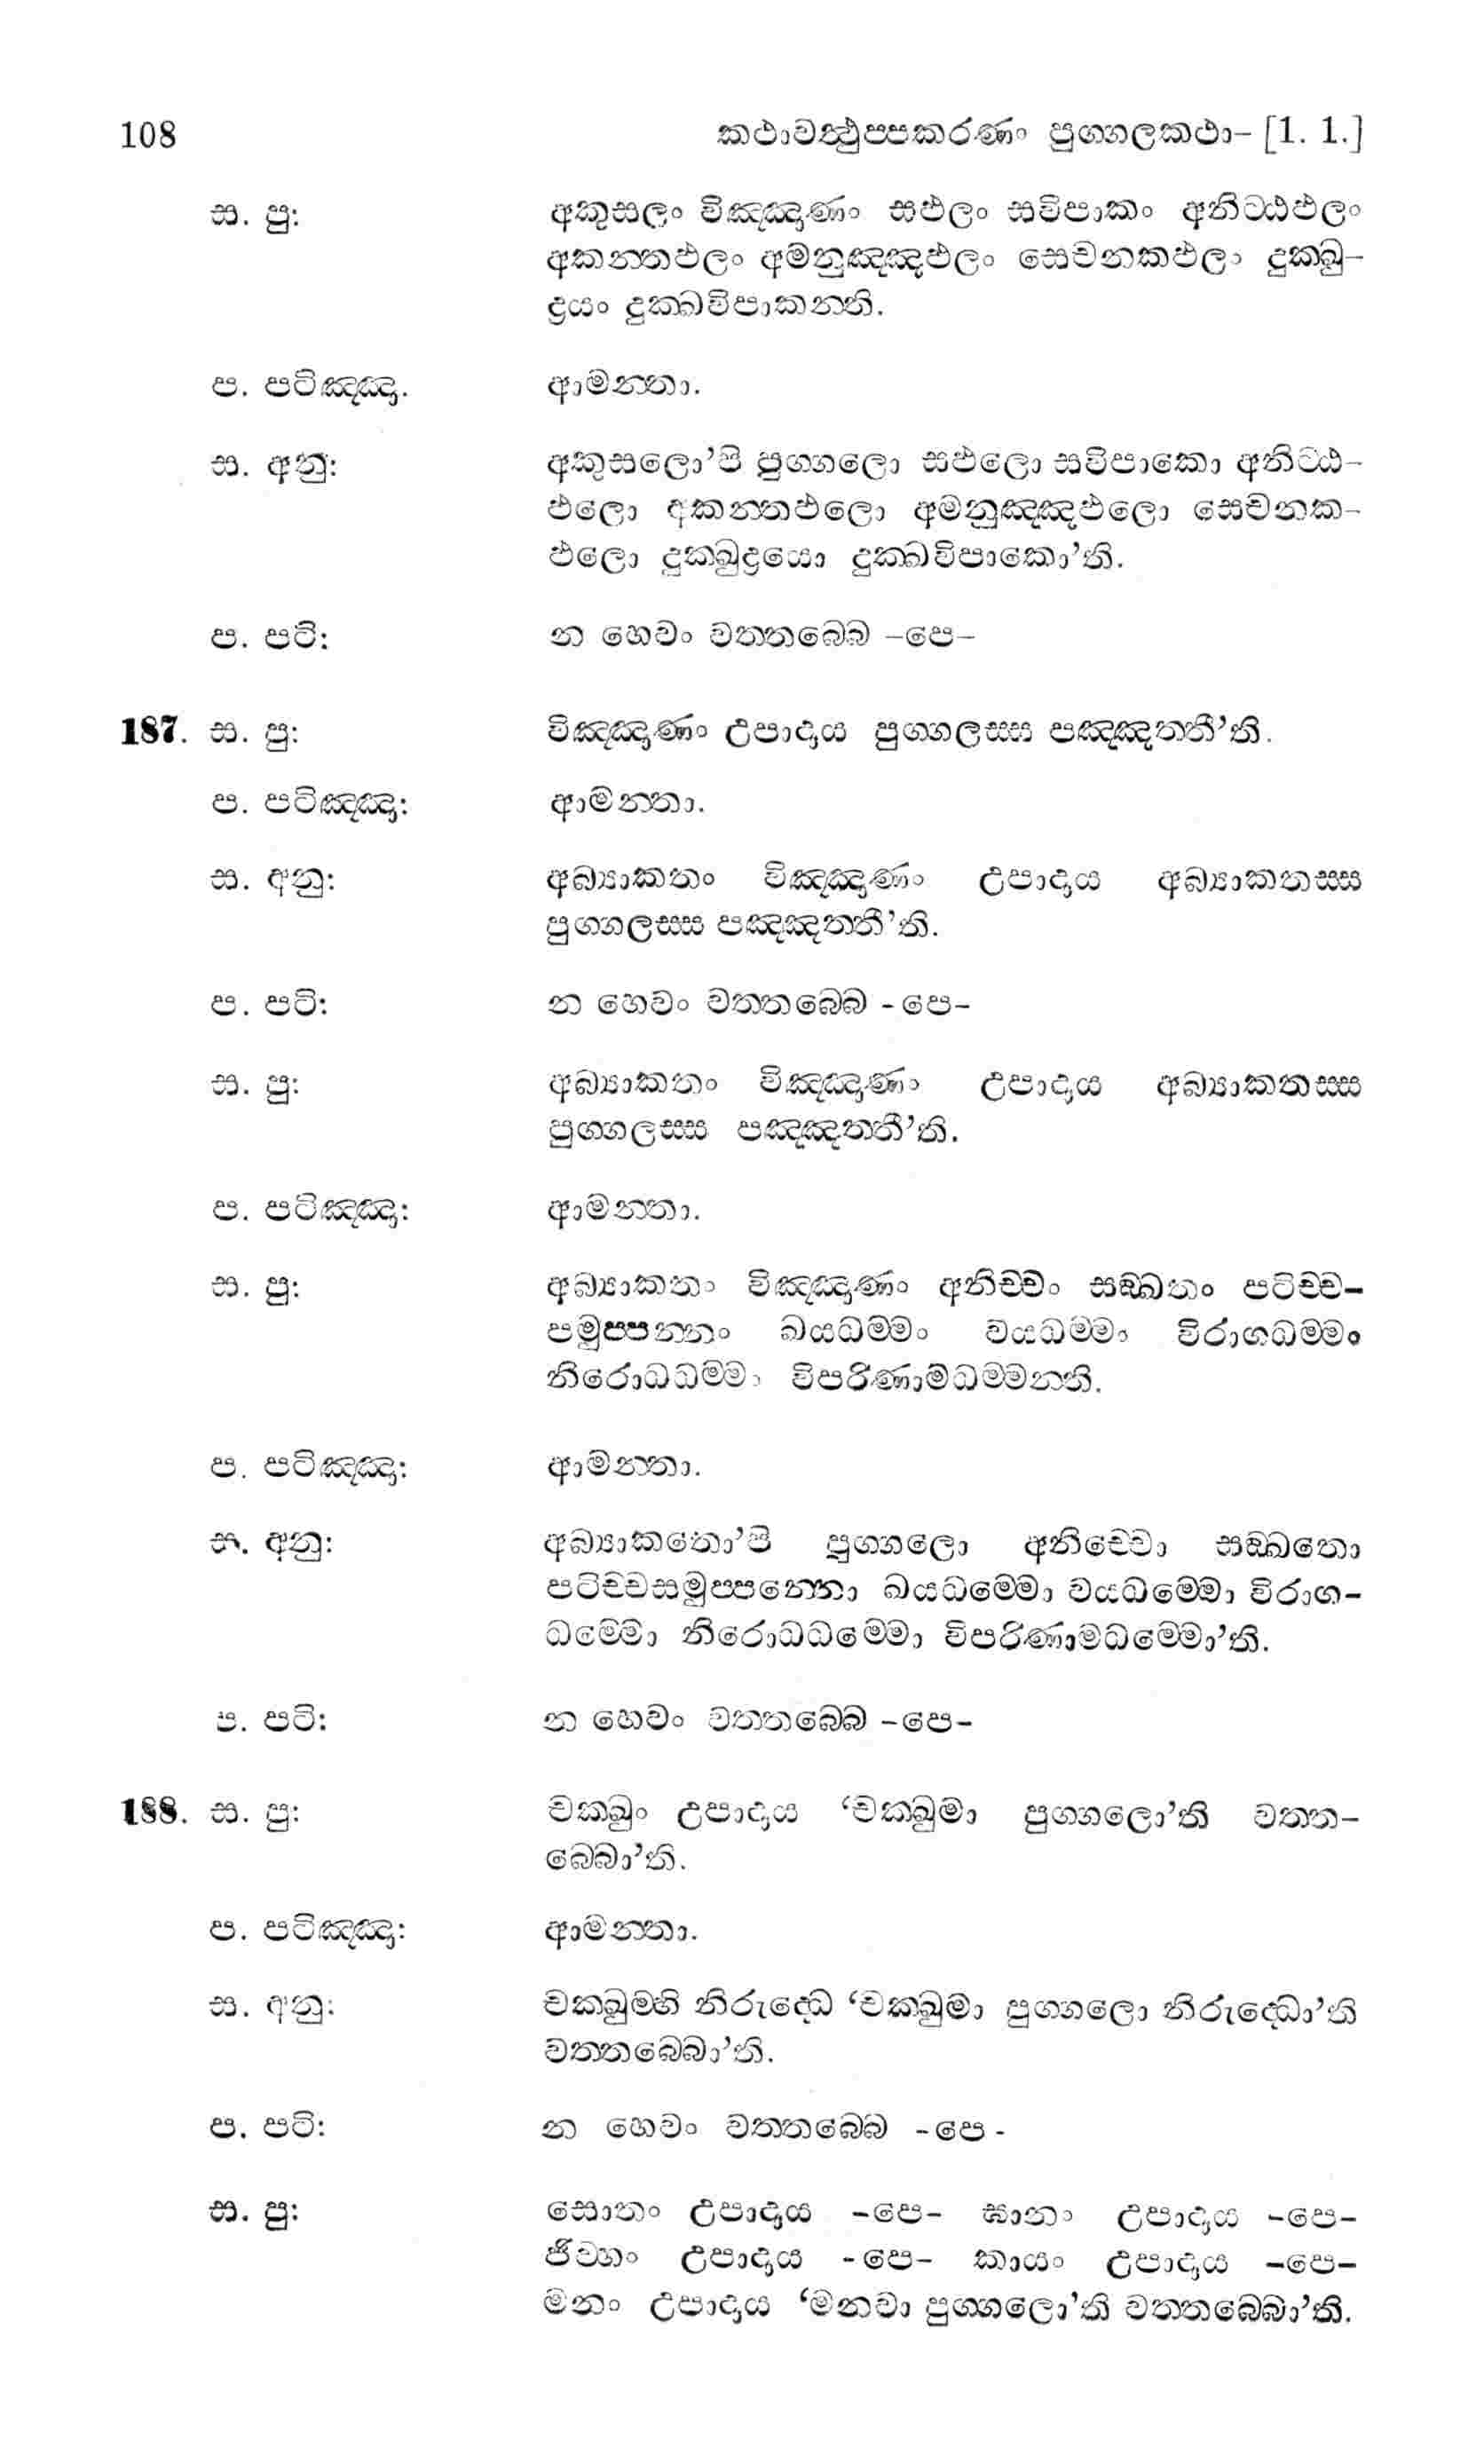 108 කථාවත්‍ථුප්පකරණං පුග්ගලකථා- [1. 1.]
ස. පු: අකුසලං විඤ්ඤාණං සඵලං සවිපාකං අනිට්ඨඵලං
අකන්තඵලං අමනුඤ්ඤඵලං සෙචනකඵලං දුක්ඛු-
ද්‍රයං දුක්ඛවිපාකන්ති.
ප. පටිඤ්ඤා. ආමන්තා.
ස. අනු: අකුසලො’පි පුග්ගලො සඵලො සවිපාකො අනිට්ඨ-
ඵලො අකන්තඵලො අමනුඤ්ඤඵලො සෙචනක-
ඵලො දුක්ඛුද්‍රයො දුක්ඛවිපාකො’ති.
ප. පටි: න හෙවං වත්තබ්බෙ -පෙ-
187. ස. පු: විඤ්ඤාණං උපාදාය පුග්ගලස්ස පඤ්ඤත්තී’ති.
ප. පටිඤ්ඤා: ආමන්තා.
ස. අනු: අබ්‍යාකතං විඤ්ඤාණං උපාදාය අබ්‍යාකතස්ස
පුග්ගලස්ස පඤ්ඤත්තී’ති.
ප. පටි: න හෙවං වත්තබ්බෙ -පෙ-
ස. පු: අබ්‍යාකතං විඤ්ඤාණං උපාදාය අබ්‍යාකතස්ස
පුග්ගලස්ස පඤ්ඤත්තී’ති.
ප. පටිඤ්ඤා: ආමන්තා.
ස. පු: අබ්‍යාකතං විඤ්ඤාණං අනිච්චං සඞ්ඛතං පටිච්ච-
පමුප්පන්නං ඛයධම්මං වයධම්මං විරාගධම්මං
නිරොධධම්මං විපරිණාමධම්මන්ති.
ප. පටිඤ්ඤා: ආමන්තා.
ස. අනු: අබ්‍යාකතො’පි පුග්ගලො අනිච්චො සඞ්ඛතො
පටිච්චසමුප්පන්නො ඛයධම්මො වයධම්මො විරාග-
ධම්මො නිරොධධම්මො විපරිණාමධම්මො’ති.
ප. පටි: න හෙවං වත්තබ්බෙ -පෙ-
188. ස. පු: චක්ඛුං උපාදාය ‘චක්ඛුමා පුග්ගලො’ති වත්ත-
බ්බො’ති.
ප. පටිඤ්ඤා: ආමන්තා.
ස. අනු: චක්ඛුම්හි නිරුද්ධෙ ‘චක්ඛුමා පුග්ගලො නිරුද්ධො’ති
වත්තබ්බො’ති.
ප. පටි: න හෙවං වත්තබ්බෙ -පෙ-
ස. පු: සොතං උපාදාය -පෙ- ඝානං උපාදාය -පෙ-
ජිව්හං උපාදාය -පෙ- කායං උපාදාය -පෙ-
මනං උපාදාය ‘මනවා පුග්ගලො’ති වත්තබ්බො’ති.